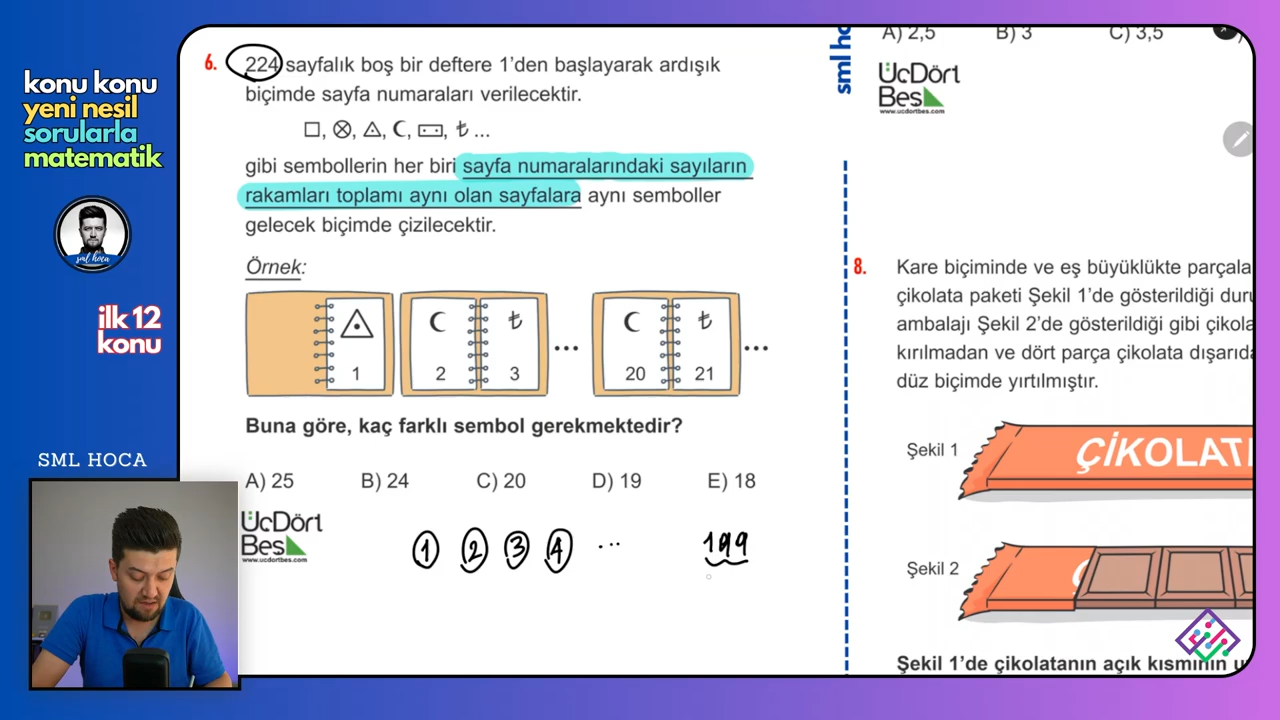 konu konu
yeni nesil
sorularla
matematik
sml hoca
ilk 12
konu
SML HOCA
6. 224 sayfalık boş bir deftere 1’den başlayarak ardışık
biçimde sayfa numaraları verilecektir.
₺ ...
gibi sembollerin her biri sayfa numaralarındaki sayıların
rakamları toplamı aynı olan sayfalara aynı semboller
gelecek biçimde çizilecektir.
Örnek:
₺ ₺
1 2 3 ... 20 21 ...
Buna göre, kaç farklı sembol gerekmektedir?
A) 25 B) 24 C) 20 D) 19 E) 18
ÜçDört
Beş
www.ucdortbes.com
1 2 3 4 ... 199
sml ho
A) 2,5 B) 3 C) 3,5
ÜçDört
Beş
www.ucdortbes.com
8. Kare biçiminde ve eş büyüklükte parçala
çikolata paketi Şekil 1’de gösterildiği duru
ambalajı Şekil 2’de gösterildiği gibi çikola
kırılmadan ve dört parça çikolata dışarıda
düz biçimde yırtılmıştır.
Şekil 1
ÇİKOLAT
Şekil 2
Şekil 1’de çikolatanın açık kısmının u